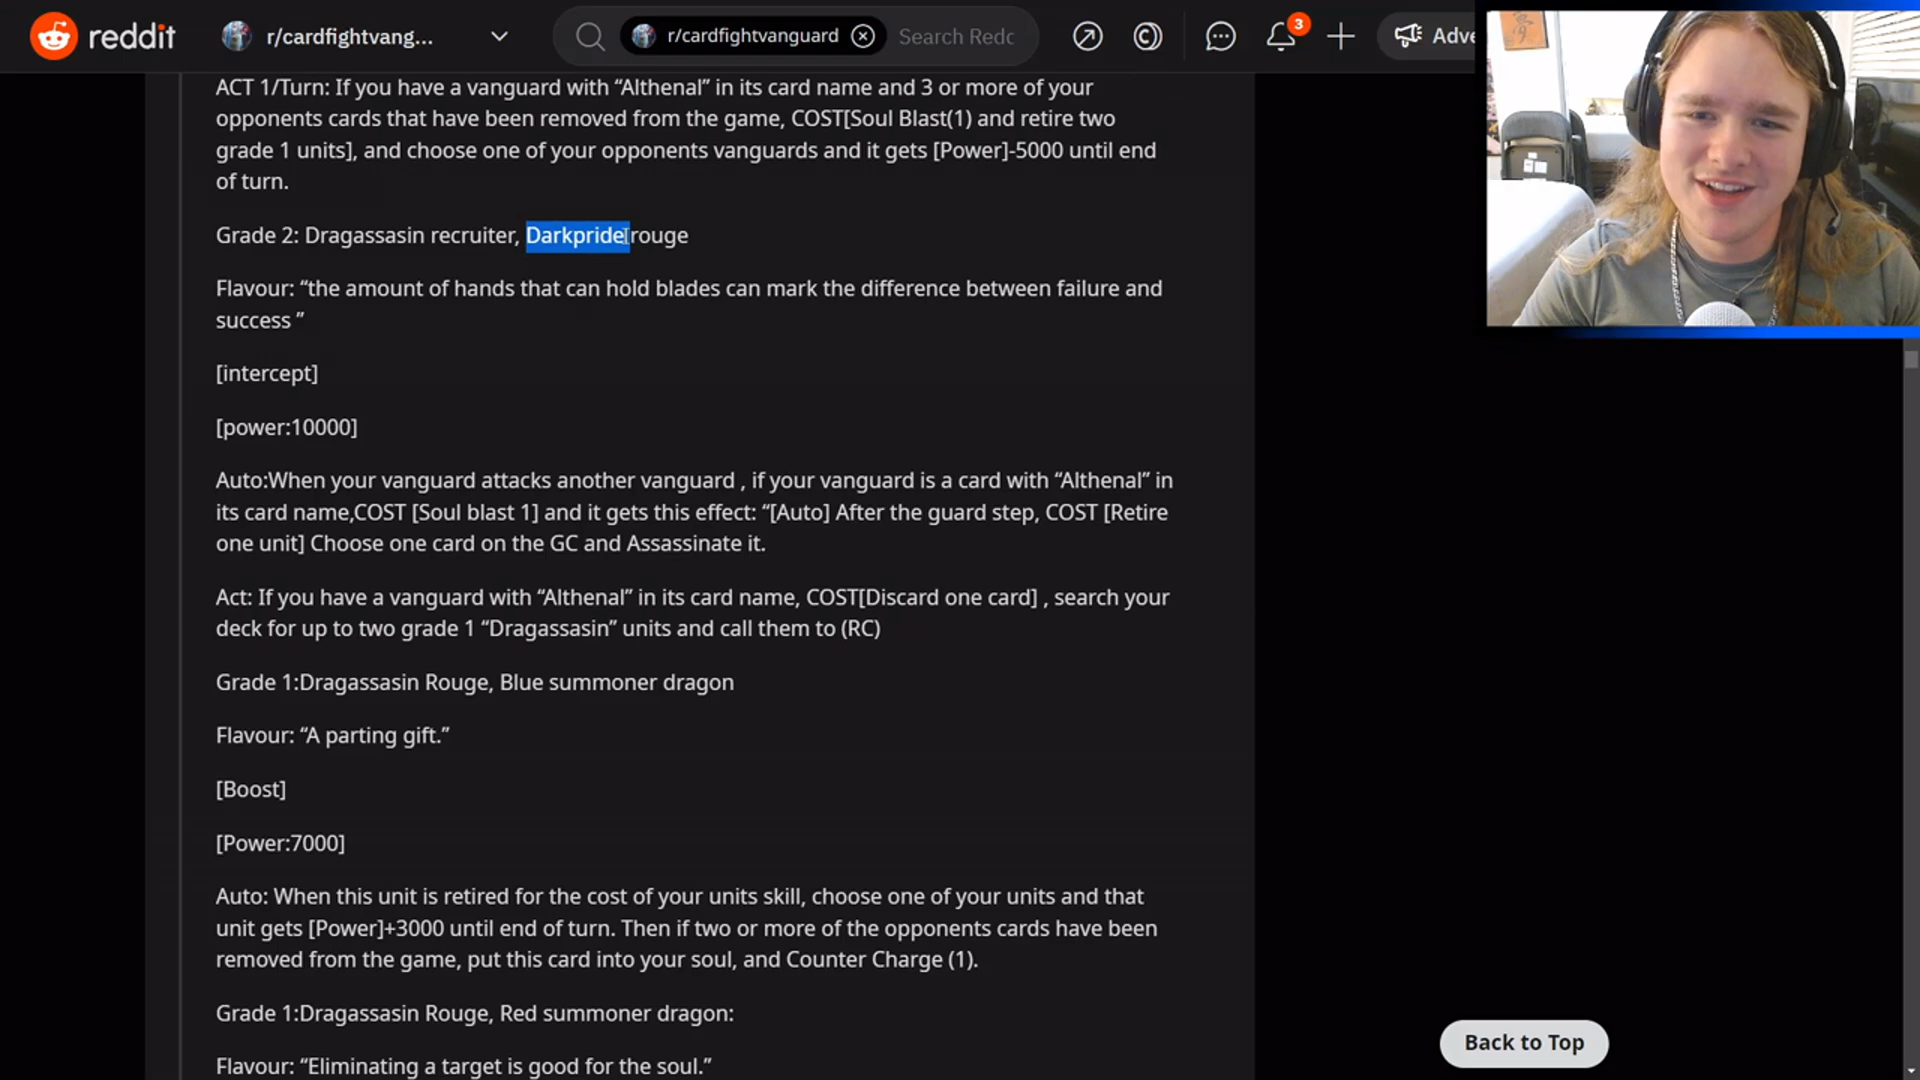 reddit
r/cardfightvang...
r/cardfightvanguard
Search Redc
3
Adve
ACT 1/Turn: If you have a vanguard with “Althenal” in its card name and 3 or more of your
opponents cards that have been removed from the game, COST[Soul Blast(1) and retire two
grade 1 units], and choose one of your opponents vanguards and it gets [Power]-5000 until end
of turn.
Grade 2: Dragassasin recruiter, Darkpride rouge
Flavour: “the amount of hands that can hold blades can mark the difference between failure and
success ”
[intercept]
[power:10000]
Auto:When your vanguard attacks another vanguard , if your vanguard is a card with “Althenal” in
its card name,COST [Soul blast 1] and it gets this effect: “[Auto] After the guard step, COST [Retire
one unit] Choose one card on the GC and Assassinate it.
Act: If you have a vanguard with “Althenal” in its card name, COST[Discard one card] , search your
deck for up to two grade 1 “Dragassasin” units and call them to (RC)
Grade 1:Dragassasin Rouge, Blue summoner dragon
Flavour: “A parting gift.”
[Boost]
[Power:7000]
Auto: When this unit is retired for the cost of your units skill, choose one of your units and that
unit gets [Power]+3000 until end of turn. Then if two or more of the opponents cards have been
removed from the game, put this card into your soul, and Counter Charge (1).
Grade 1:Dragassasin Rouge, Red summoner dragon:
Flavour: “Eliminating a target is good for the soul.”
Back to Top